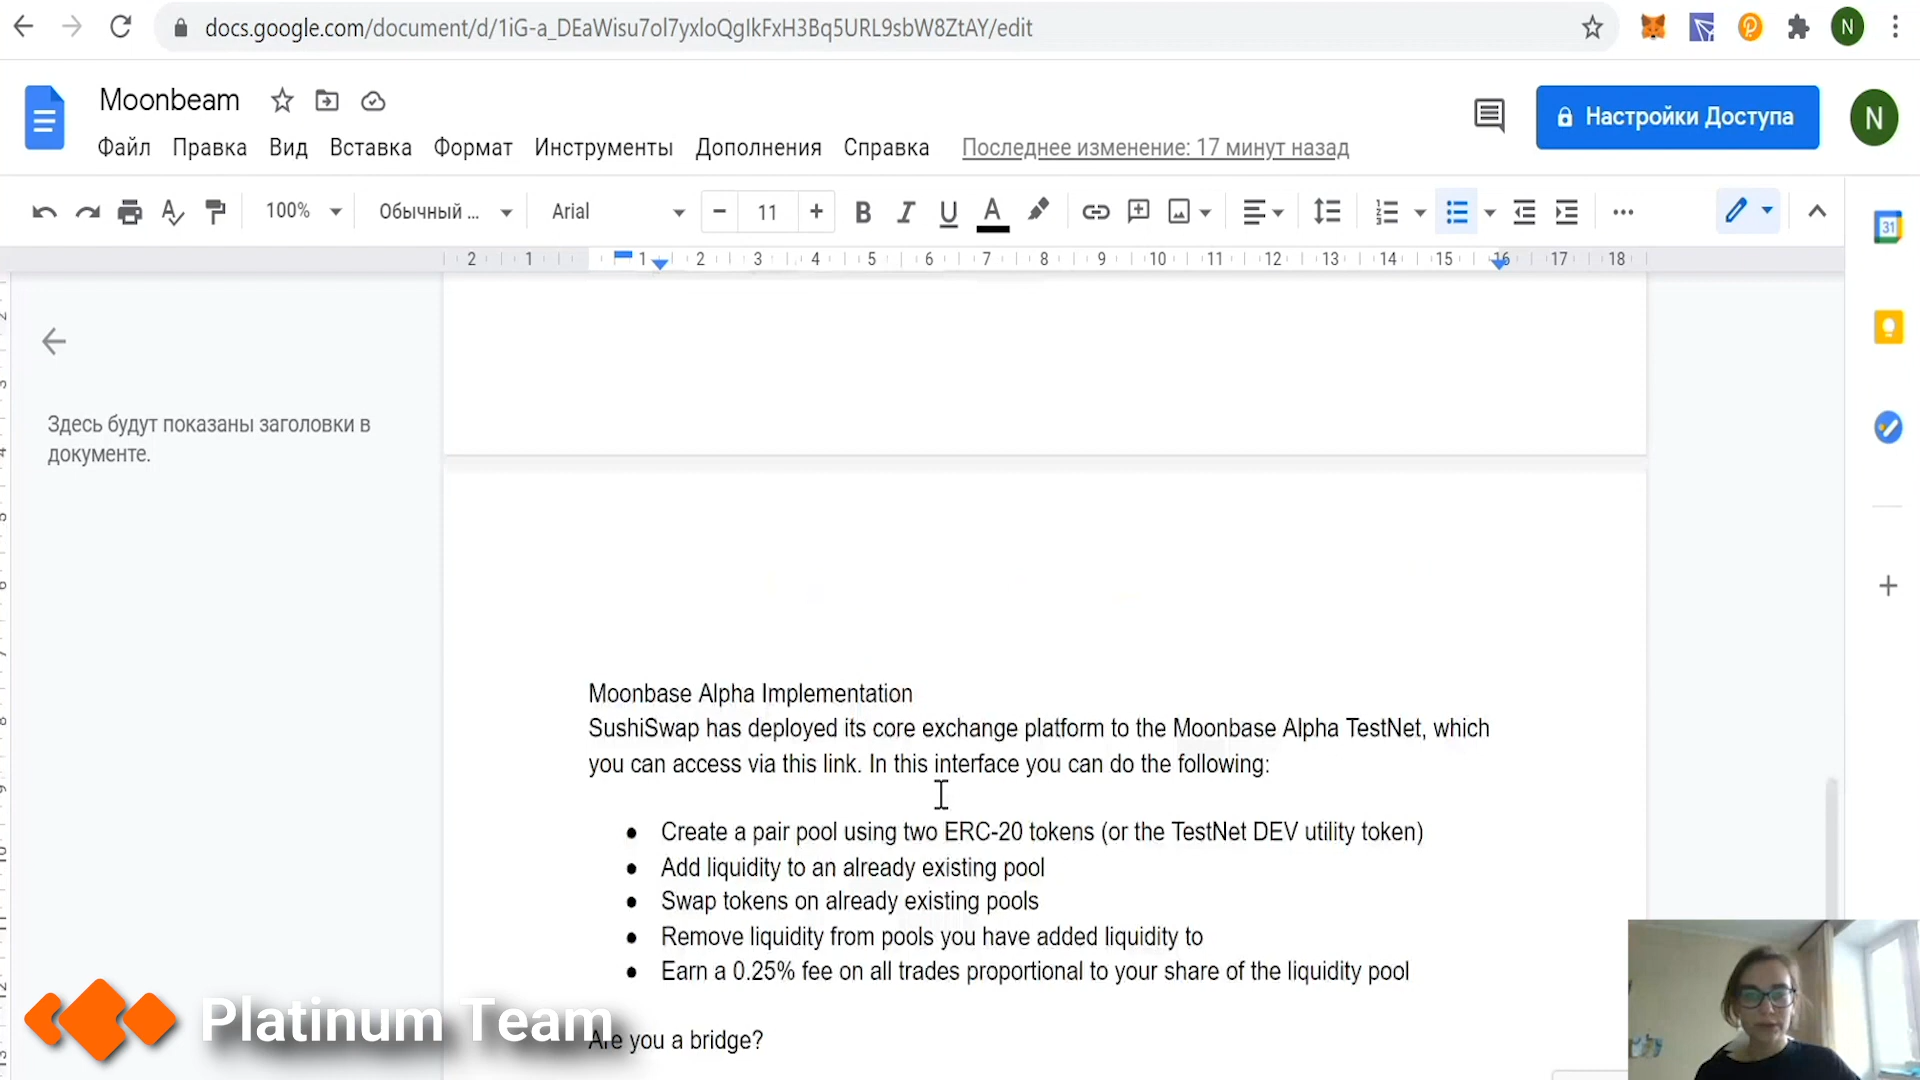 docs.google.com/document/d/1iG-a_DEaWisu7ol7yxloQglkFxH3Bq5URL9sbW8ZtAY/edit
N
Moonbeam
Настройки Доступа
N
Файл Правка Вид Вставка Формат Инструменты Дополнения Справка Последнее изменение: 17 минут назад
100% Обычный ... Arial 11 B I U A
2 1 1 2 3 4 5 6 7 8 9 10 11 12 13 14 15 16 17 18
31
Здесь будут показаны заголовки в
документе.
Moonbase Alpha Implementation
SushiSwap has deployed its core exchange platform to the Moonbase Alpha TestNet, which
you can access via this link. In this interface you can do the following:
● Create a pair pool using two ERC-20 tokens (or the TestNet DEV utility token)
● Add liquidity to an already existing pool
● Swap tokens on already existing pools
● Remove liquidity from pools you have added liquidity to
● Earn a 0.25% fee on all trades proportional to your share of the liquidity pool
Platinum Team
Are you a bridge?